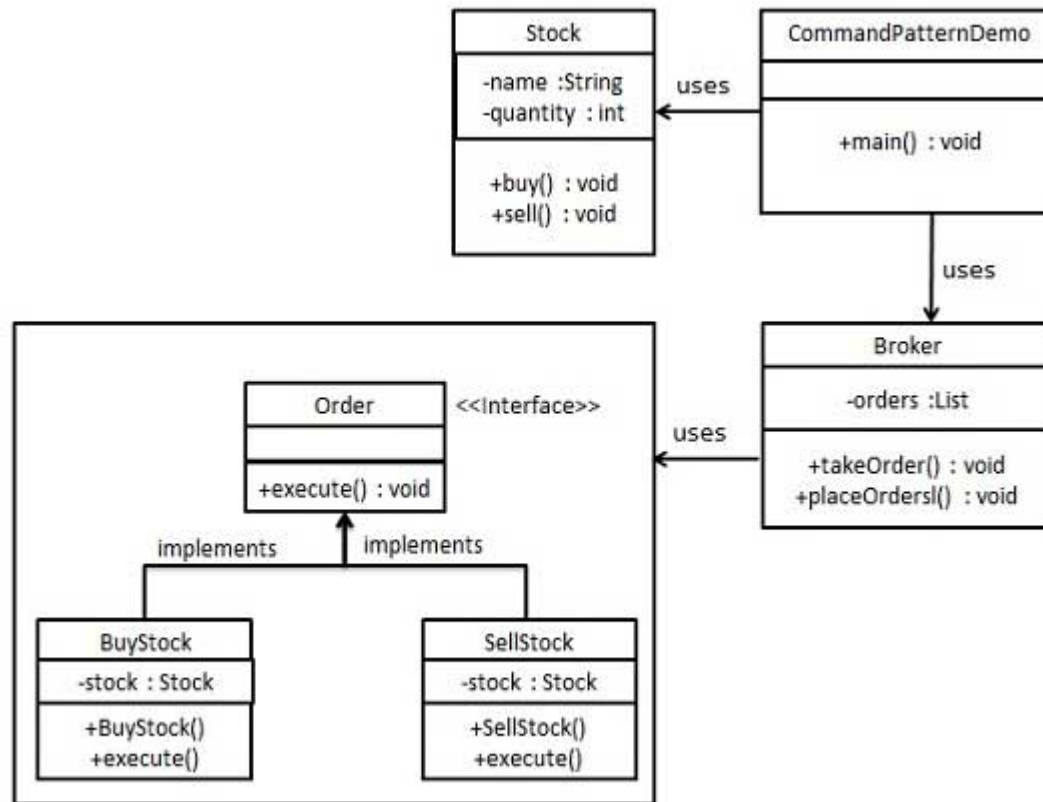 Stock
-name :String
-quantity : int
+buy() : void
+sell() : void
uses
CommandPatternDemo
+main() : void
uses
Broker
-orders :List
+takeOrder() : void
+placeOrdersl() : void
uses
Order
<<Interface>>
+execute() : void
implements
implements
BuyStock
-stock : Stock
+BuyStock()
+execute()
SellStock
-stock : Stock
+SellStock()
+execute()